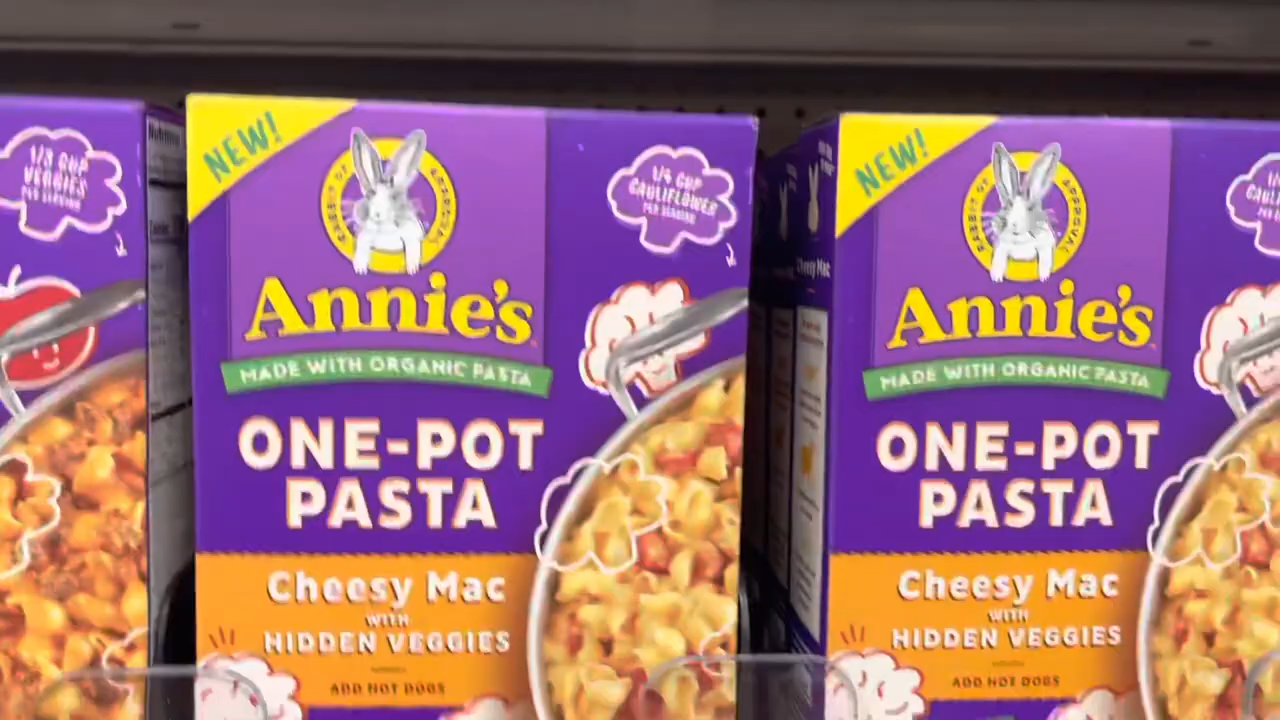 1/3 CUP
VEGGIES
PER SERVING
NEW!
RABBIT OF APPROVAL
Annie's
MADE WITH ORGANIC PASTA
ONE-POT
PASTA
Cheesy Mac
WITH
HIDDEN VEGGIES
ADD HOT DOGS
1/4 CUP
CAULIFLOWER
PER SERVING
Cheesy Mac
NEW!
RABBIT OF APPROVAL
Annie's
MADE WITH ORGANIC PASTA
ONE-POT
PASTA
Cheesy Mac
WITH
HIDDEN VEGGIES
ADD HOT DOGS